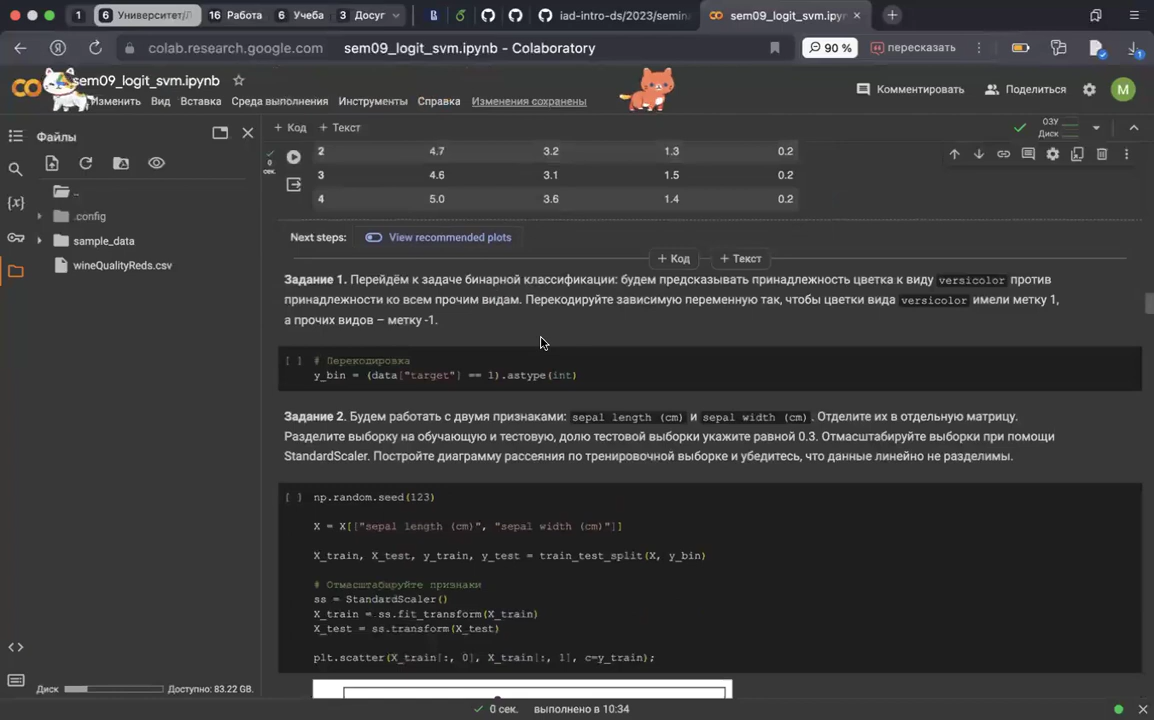 1
6 Университет/
16 Работа
6 Учеба
3 Досуг
iad-intro-ds/2023/semin
sem09_logit_svm.ipyn
colab.research.google.com
sem09_logit_svm.ipynb - Colaboratory
90 %
пересказать
1
sem09_logit_svm.ipynb
Изменить Вид Вставка Среда выполнения Инструменты Справка Изменения сохранены
Комментировать
Поделиться
M
Файлы
+ Код + Текст
ОЗУ
Диск
..
.config
sample_data
wineQualityReds.csv
0
сек.
2 4.7 3.2 1.3 0.2
3 4.6 3.1 1.5 0.2
4 5.0 3.6 1.4 0.2
Next steps: View recommended plots
+ Код + Текст
Задание 1. Перейдём к задаче бинарной классификации: будем предсказывать принадлежность цветка к виду versicolor против
принадлежности ко всем прочим видам. Перекодируйте зависимую переменную так, чтобы цветки вида versicolor имели метку 1,
а прочих видов – метку -1.
[ ] # Перекодировка
y_bin = (data["target"] == 1).astype(int)
Задание 2. Будем работать с двумя признаками: sepal length (cm) и sepal width (cm). Отделите их в отдельную матрицу.
Разделите выборку на обучающую и тестовую, долю тестовой выборки укажите равной 0.3. Отмасштабируйте выборки при помощи
StandardScaler. Постройте диаграмму рассеяния по тренировочной выборке и убедитесь, что данные линейно не разделимы.
[ ] np.random.seed(123)
X = X[["sepal length (cm)", "sepal width (cm)"]]
X_train, X_test, y_train, y_test = train_test_split(X, y_bin)
# Отмасштабируйте признаки
ss = StandardScaler()
X_train = ss.fit_transform(X_train)
X_test = ss.transform(X_test)
plt.scatter(X_train[:, 0], X_train[:, 1], c=y_train);
Диск Доступно: 83.22 GB.
0 сек. выполнено в 10:34